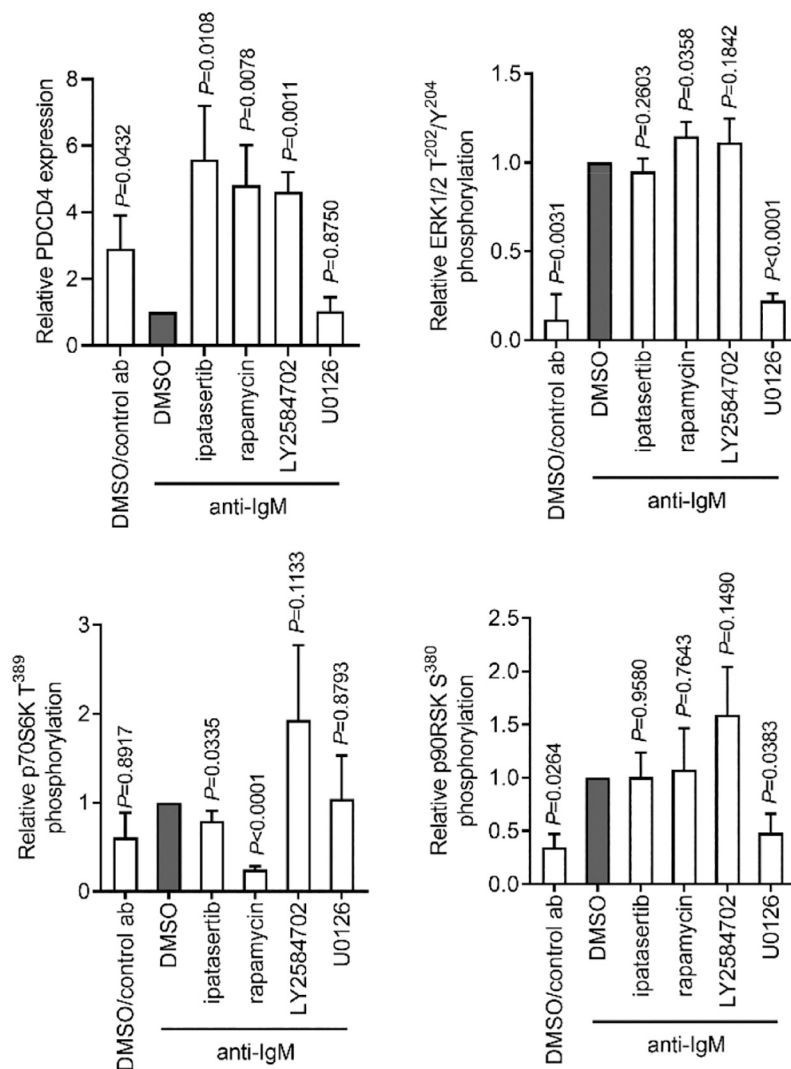 Relative PDCD4 expression
8
6
4
2
0
P=0.0432
P=0.0108
P=0.0078
P=0.0011
P=0.8750
DMSO/control ab
DMSO
ipatasertib
rapamycin
LY2584702
U0126
anti-IgM
Relative ERK1/2 T²⁰²/Y²⁰⁴
phosphorylation
1.5
1.0
0.5
0.0
P=0.0031
P=0.2603
P=0.0358
P=0.1842
P<0.0001
DMSO/control ab
DMSO
ipatasertib
rapamycin
LY2584702
U0126
anti-IgM
Relative p70S6K T³⁸⁹
phosphorylation
3
2
1
0
P=0.8917
P=0.0335
P<0.0001
P=0.1133
P=0.8793
DMSO/control ab
DMSO
ipatasertib
rapamycin
LY2584702
U0126
anti-IgM
Relative p90RSK S³⁸⁰
phosphorylation
2.5
2.0
1.5
1.0
0.5
0.0
P=0.0264
P=0.9580
P=0.7643
P=0.1490
P=0.0383
DMSO/control ab
DMSO
ipatasertib
rapamycin
LY2584702
U0126
anti-IgM